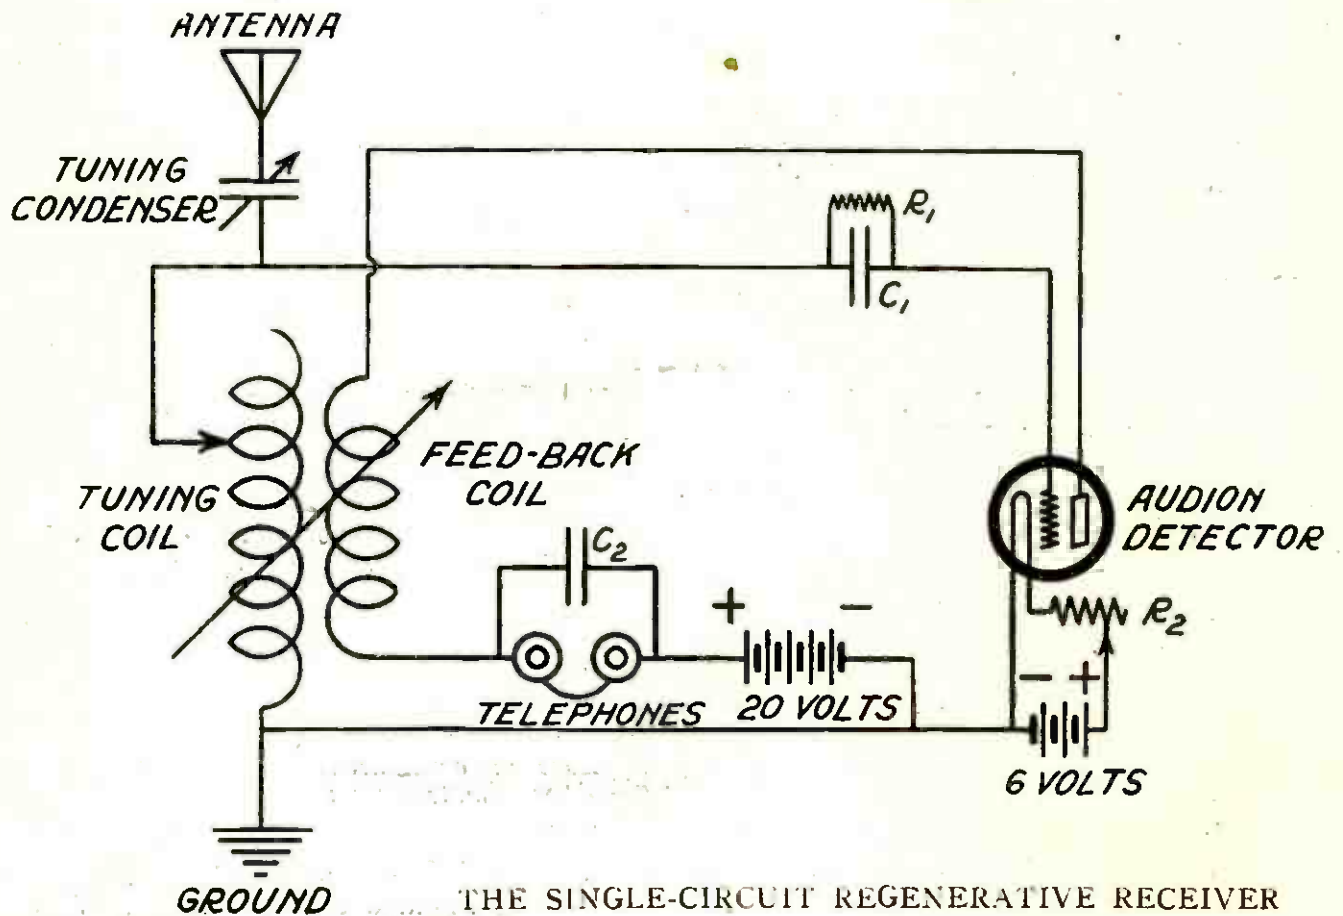 ANTENNA
TUNING
CONDENSER
R₁
C₁
FEED-BACK
COIL
TUNING
COIL
C₂
AUDION
DETECTOR
+ -
R₂
- +
TELEPHONES
20 VOLTS
6 VOLTS
GROUND
THE SINGLE-CIRCUIT REGENERATIVE RECEIVER